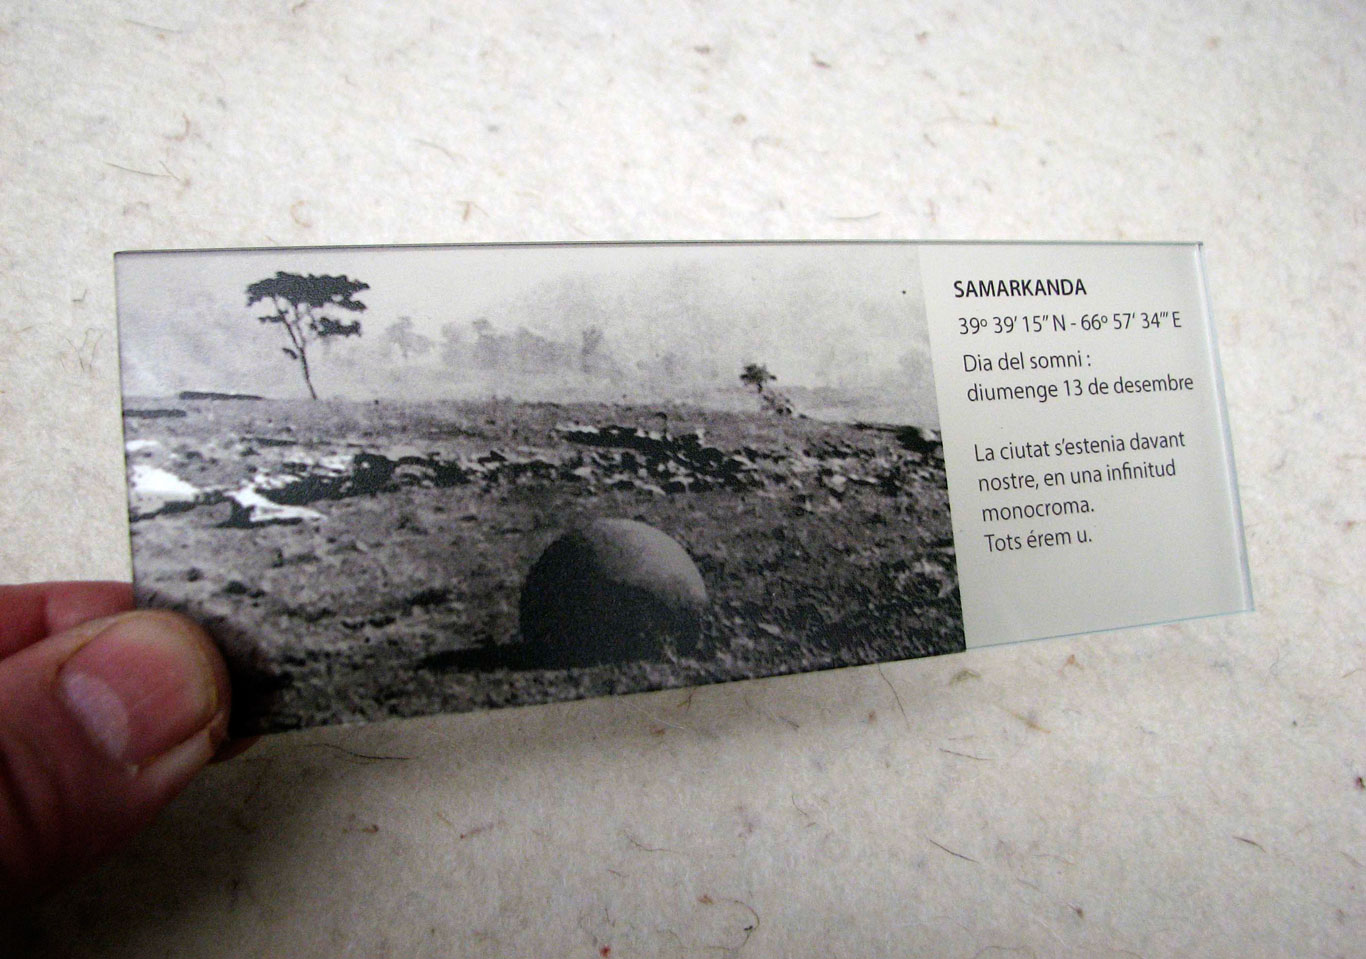 SAMARKANDA
39º 39' 15'' N - 66º 57' 34''' E
Dia del somni :
diumenge 13 de desembre
La ciutat s'estenia davant
nostre, en una infinitud
monocroma.
Tots érem u.